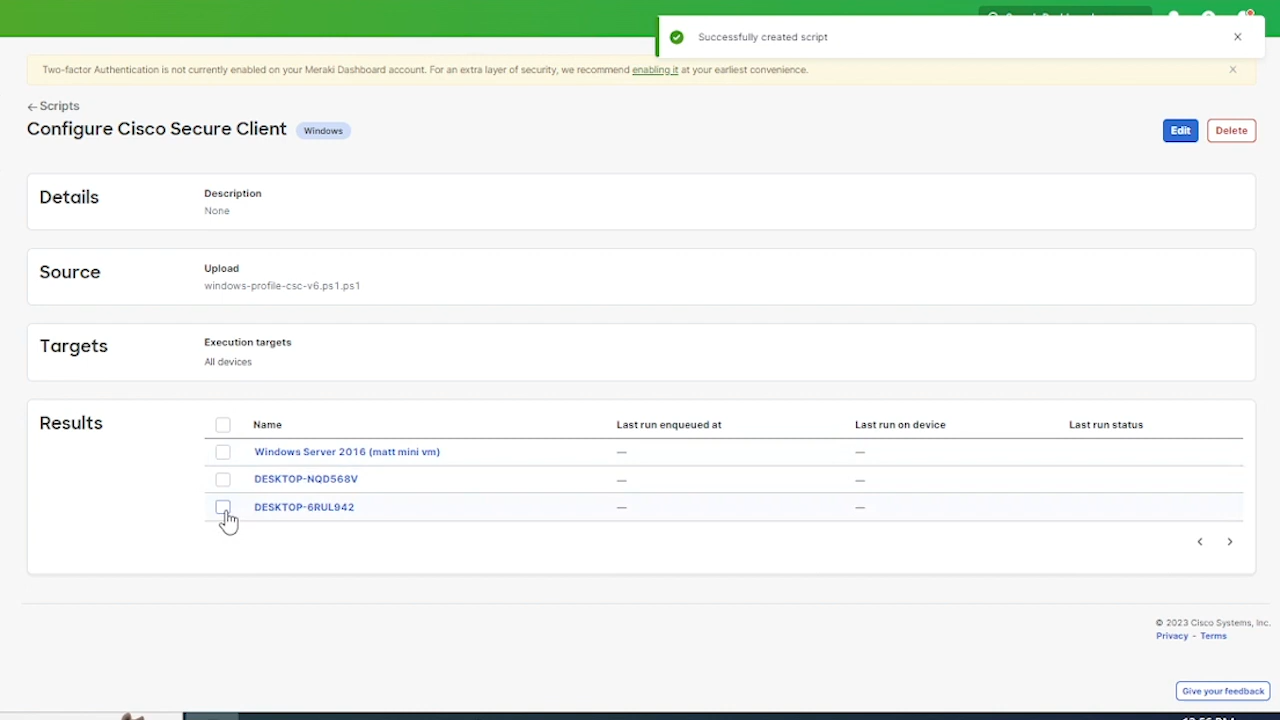 Successfully created script
Two-factor Authentication is not currently enabled on your Meraki Dashboard account. For an extra layer of security, we recommend enabling it at your earliest convenience.
← Scripts
Configure Cisco Secure Client Windows
Edit Delete
Details
Description
None
Source
Upload
windows-profile-csc-v6.ps1.ps1
Targets
Execution targets
All devices
Results
Name Last run enqueued at Last run on device Last run status
Windows Server 2016 (matt mini vm) — —
DESKTOP-NQD568V — —
DESKTOP-6RUL942 — —
© 2023 Cisco Systems, Inc.
Privacy - Terms
Give your feedback